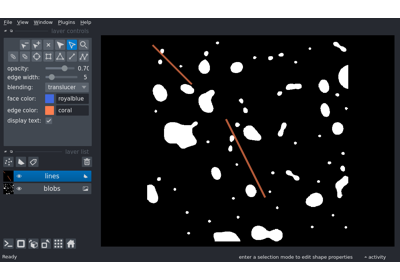 File View Window Plugins Help
layer controls
opacity: 0.70
edge width: 5
blending: translucer
face color: royalblue
edge color: coral
display text:
layer list
lines
blobs
Ready enter a selection mode to edit shape properties activity